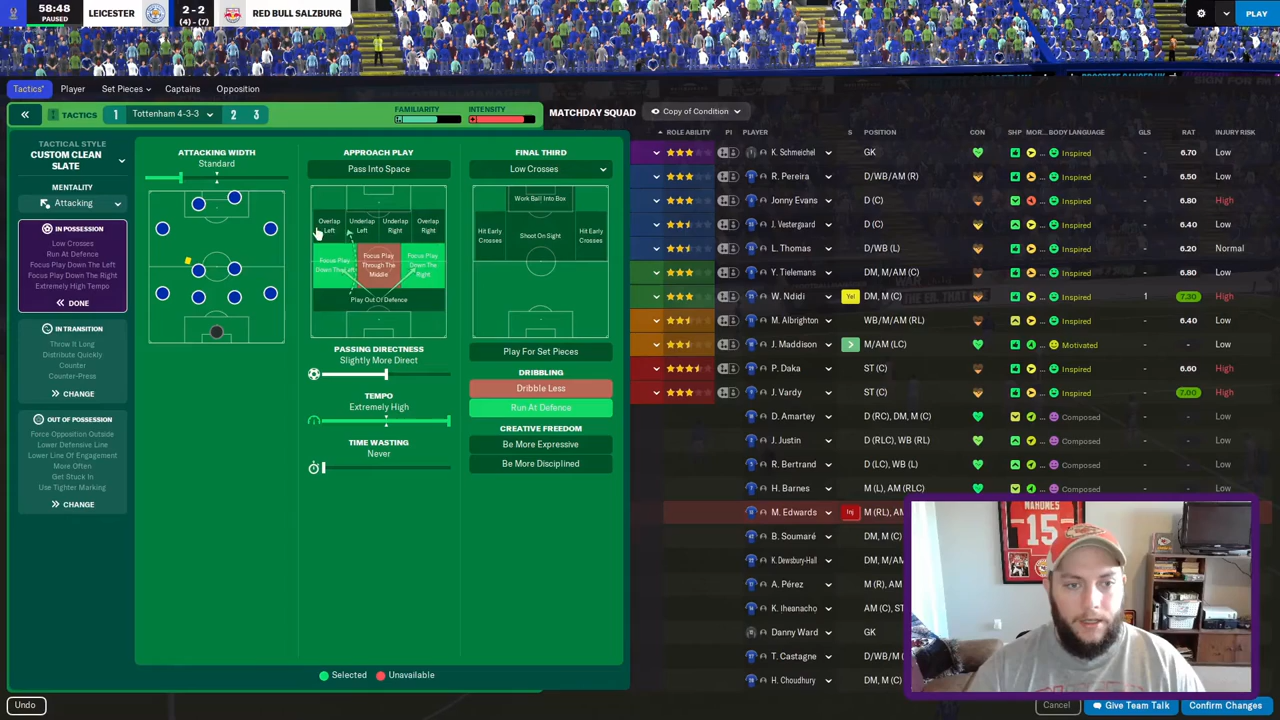 58:48
PAUSED
LEICESTER
2 - 2
(4) - (7)
RED BULL SALZBURG
PLAY
Tactics*
Player
Set Pieces
Captains
Opposition
TACTICS
1
Tottenham 4-3-3
2
3
FAMILIARITY
INTENSITY
MATCHDAY SQUAD
Copy of Condition
TACTICAL STYLE
CUSTOM CLEAN
SLATE
MENTALITY
Attacking
IN POSSESSION
Low Crosses
Run At Defence
Focus Play Down The Left
Focus Play Down The Right
Extremely High Tempo
DONE
IN TRANSITION
Throw It Long
Distribute Quickly
Counter
Counter-Press
CHANGE
OUT OF POSSESSION
Force Opposition Outside
Lower Defensive Line
Lower Line Of Engagement
More Often
Get Stuck In
Use Tighter Marking
CHANGE
ATTACKING WIDTH
Standard
APPROACH PLAY
Pass Into Space
Overlap Left
Underlap Left
Underlap Right
Overlap Right
Focus Play Down The Left
Focus Play Through The Middle
Focus Play Down The Right
Play Out Of Defence
PASSING DIRECTNESS
Slightly More Direct
TEMPO
Extremely High
TIME WASTING
Never
FINAL THIRD
Low Crosses
Work Ball Into Box
Hit Early Crosses
Shoot On Sight
Hit Early Crosses
Play For Set Pieces
DRIBBLING
Dribble Less
Run At Defence
CREATIVE FREEDOM
Be More Expressive
Be More Disciplined
Selected
Unavailable
ROLE ABILITY PI PLAYER S POSITION CON SHP MOR... BODY LANGUAGE GLS RAT INJURY RISK
K. Schmeichel GK Inspired - 6.70 Low
R. Pereira D/WB/AM (R) Inspired - 6.50 Low
Jonny Evans D (C) Inspired - 6.80 High
J. Vestergaard D (C) Inspired - 6.40 Low
L. Thomas D/WB (L) Inspired - 6.20 Normal
Y. Tielemans DM, M/AM (C) Inspired - 6.80 High
W. Ndidi Yel DM, M (C) Inspired 1 7.30 High
M. Albrighton WB/M/AM (RL) Inspired - 6.40 Low
J. Maddison M/AM (LC) Motivated - - Low
P. Daka ST (C) Inspired - 6.60 High
J. Vardy ST (C) Inspired - 7.00 High
D. Amartey D (RC), DM, M (C) Composed - - Low
J. Justin D (RLC), WB (RL) Composed - - Low
R. Bertrand D (LC), WB (L) Composed - - Low
H. Barnes M (L), AM (RLC) Composed - - Low
M. Edwards Inj M (RL), AM
B. Soumaré DM, M (C)
K. Dewsbury-Hall DM, M
A. Pérez M (R), AM
K. Iheanacho AM (C), ST
Danny Ward GK
T. Castagne D/WB/M
H. Choudhury DM, M (C)
MAHOMES
15
Undo
Cancel
Give Team Talk
Confirm Changes